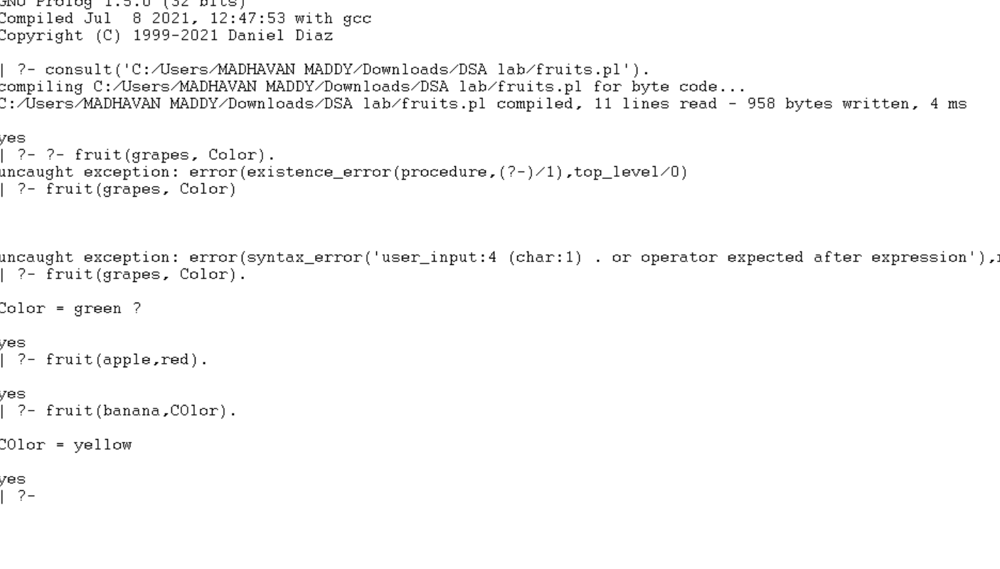 GNU Prolog 1.5.0 (32 bits)
Compiled Jul  8 2021, 12:47:53 with gcc
Copyright (C) 1999-2021 Daniel Diaz
| ?- consult('C:/Users/MADHAVAN MADDY/Downloads/DSA lab/fruits.pl').
compiling C:/Users/MADHAVAN MADDY/Downloads/DSA lab/fruits.pl for byte code...
C:/Users/MADHAVAN MADDY/Downloads/DSA lab/fruits.pl compiled, 11 lines read - 958 bytes written, 4 ms
yes
| ?- ?- fruit(grapes, Color).
uncaught exception: error(existence_error(procedure,(?-)/1),top_level/0)
| ?- fruit(grapes, Color)
uncaught exception: error(syntax_error('user_input:4 (char:1) . or operator expected after expression'),
| ?- fruit(grapes, Color).
Color = green ?
yes
| ?- fruit(apple,red).
yes
| ?- fruit(banana,COlor).
COlor = yellow
yes
| ?-